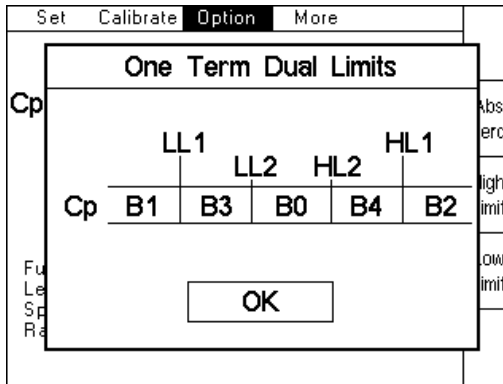 Set Calibrate Option More
One Term Dual Limits
Cp
LL1 HL1
LL2 HL2
Cp B1 B3 B0 B4 B2
OK